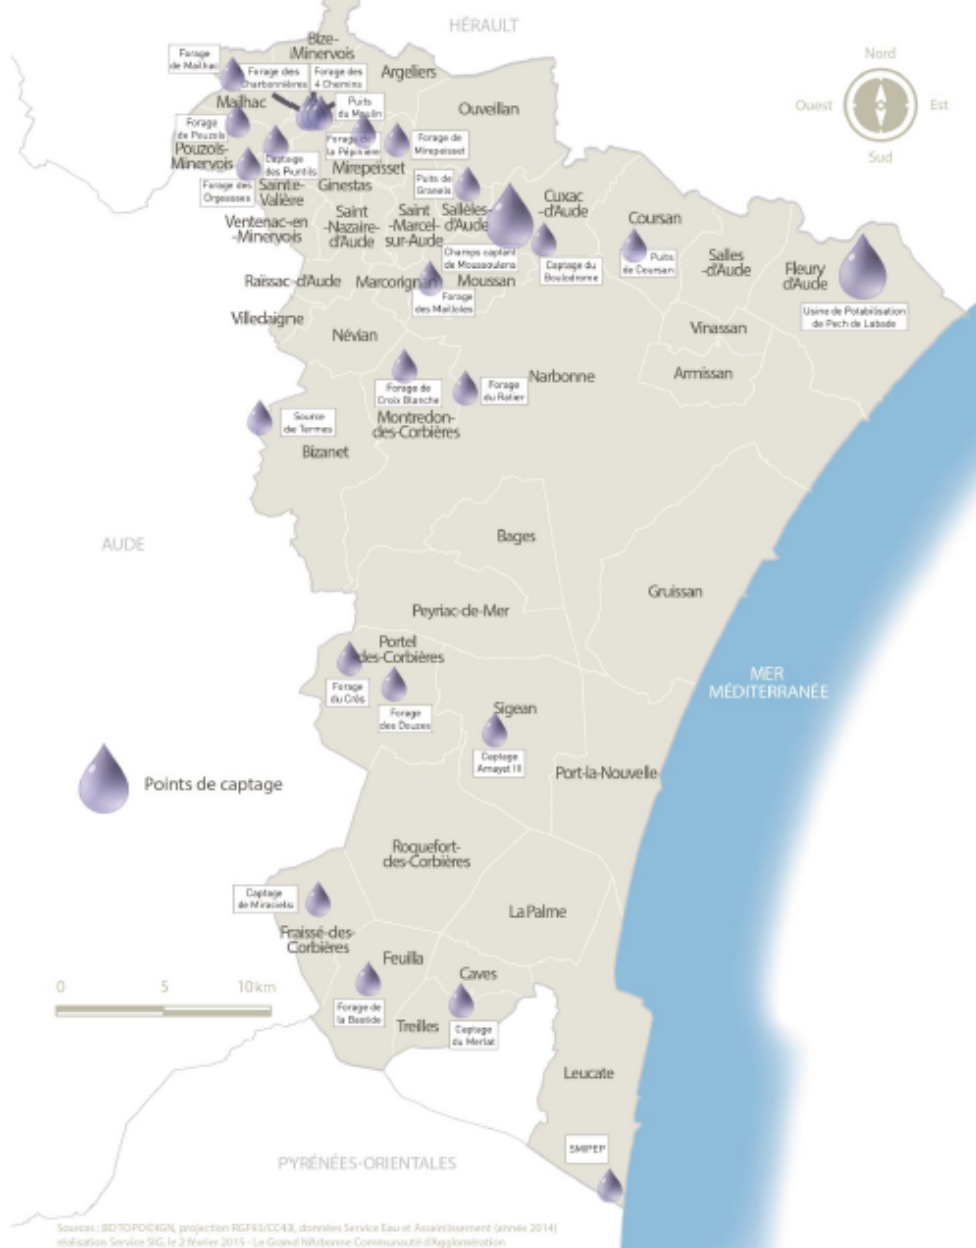 HÉRAULT
Nord
Ouest
Est
Sud
Forage
de Mailhac
Bize-
-Minervois
Argeliers
Forage des
Charbonnières
Forage des
4 Chemins
Mailhac
Puits
du Moulin
Ouveillan
Forage
de Pouzols
Pouzols-
Minervois
Captage
des Puntils
Forage de
la Pépinière
Forage de
Mirepeisset
Mirepeisset
Forage des
Sainte-
Valière
Ginestas
Puits de
Ventenac-en
-Minervois
Saint
-Nazaire-
d'Aude
Saint
-Marcel-
sur-Aude
Sallèles-
d'Aude
Cuxac
-d'Aude
Coursan
Puits
de Coursan
Salles
-d'Aude
Fleury
d'Aude
Champs captant
de Moussoulens
Captage du
Boulodrome
Raïssac-d'Aude
Marcorignan
Moussan
Forage
des Mailloles
Usine de Potabilisation
de Pech de Labade
Villedaigne
Névian
Vinassan
Armissan
Narbonne
Forage de
Croix Blanche
Forage
du Ratier
Montredon-
des-Corbières
Source
de Termes
Bizanet
AUDE
Bages
Gruissan
Peyriac-de-Mer
Portel
-des-Corbières
Forage
du Crès
Forage
des Douzes
MER
MÉDITERRANÉE
Sigean
Captage
Amayet III
Port-la-Nouvelle
Points de captage
Roquefort-
des-Corbières
Captage
La Palme
Fraissé-des-
Corbières
Feuilla
Caves
0 5 10 km
Forage de
la Bastide
Treilles
Captage
du Merlat
Leucate
SMIPEP
PYRÉNÉES-ORIENTALES
Sources : BDTOPO©IGN, projection RGF93/CC43, données Service Eau et Assainissement (année 2014)
réalisation Service SIG, le 2 février 2015 - Le Grand Narbonne Communauté d'Agglomération